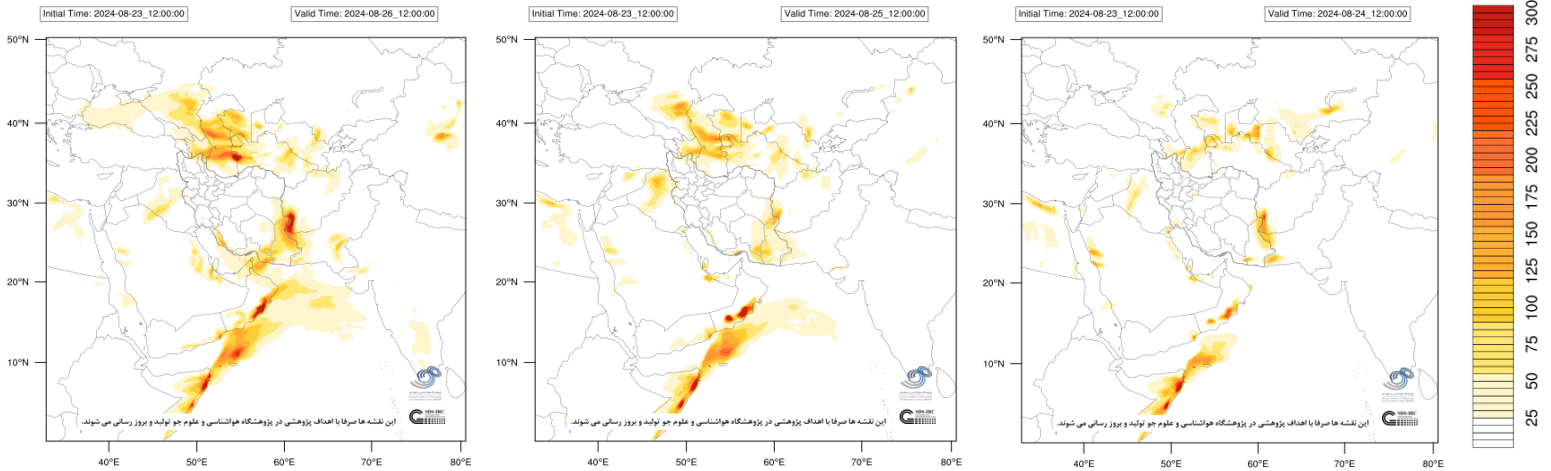 Initial Time: 2024-08-23_12:00:00
Valid Time: 2024-08-26_12:00:00
50°N
40°N
30°N
20°N
10°N
40°E
50°E
60°E
70°E
80°E
SDS-IRC
این نقشه ها صرفا با اهداف پژوهشی در پژوهشگاه هواشناسی و علوم جو تولید و بروز رسانی می شوند.
Initial Time: 2024-08-23_12:00:00
Valid Time: 2024-08-25_12:00:00
50°N
40°N
30°N
20°N
10°N
40°E
50°E
60°E
70°E
80°E
SDS-IRC
این نقشه ها صرفا با اهداف پژوهشی در پژوهشگاه هواشناسی و علوم جو تولید و بروز رسانی می شوند.
Initial Time: 2024-08-23_12:00:00
Valid Time: 2024-08-24_12:00:00
50°N
40°N
30°N
20°N
10°N
40°E
50°E
60°E
70°E
80°E
SDS-IRC
این نقشه ها صرفا با اهداف پژوهشی در پژوهشگاه هواشناسی و علوم جو تولید و بروز رسانی می شوند.
300
275
250
225
200
175
150
125
100
75
50
25